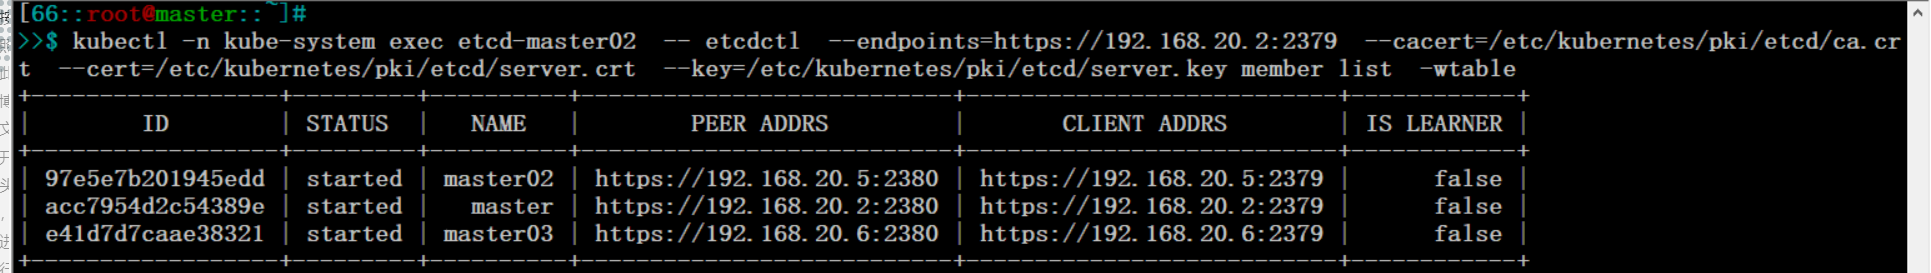 [66::root@master::~]#
>>$ kubectl -n kube-system exec etcd-master02  -- etcdctl  --endpoints=https://192.168.20.2:2379  --cacert=/etc/kubernetes/pki/etcd/ca.cr
t  --cert=/etc/kubernetes/pki/etcd/server.crt  --key=/etc/kubernetes/pki/etcd/server.key member list  -wtable
+------------------+---------+----------+---------------------------+---------------------------+------------+
|        ID        | STATUS  |   NAME   |        PEER ADDRS         |       CLIENT ADDRS        | IS LEARNER |
+------------------+---------+----------+---------------------------+---------------------------+------------+
| 97e5e7b201945edd | started | master02 | https://192.168.20.5:2380 | https://192.168.20.5:2379 |      false |
| acc7954d2c54389e | started |   master | https://192.168.20.2:2380 | https://192.168.20.2:2379 |      false |
| e41d7d7caae38321 | started | master03 | https://192.168.20.6:2380 | https://192.168.20.6:2379 |      false |
+------------------+---------+----------+---------------------------+---------------------------+------------+